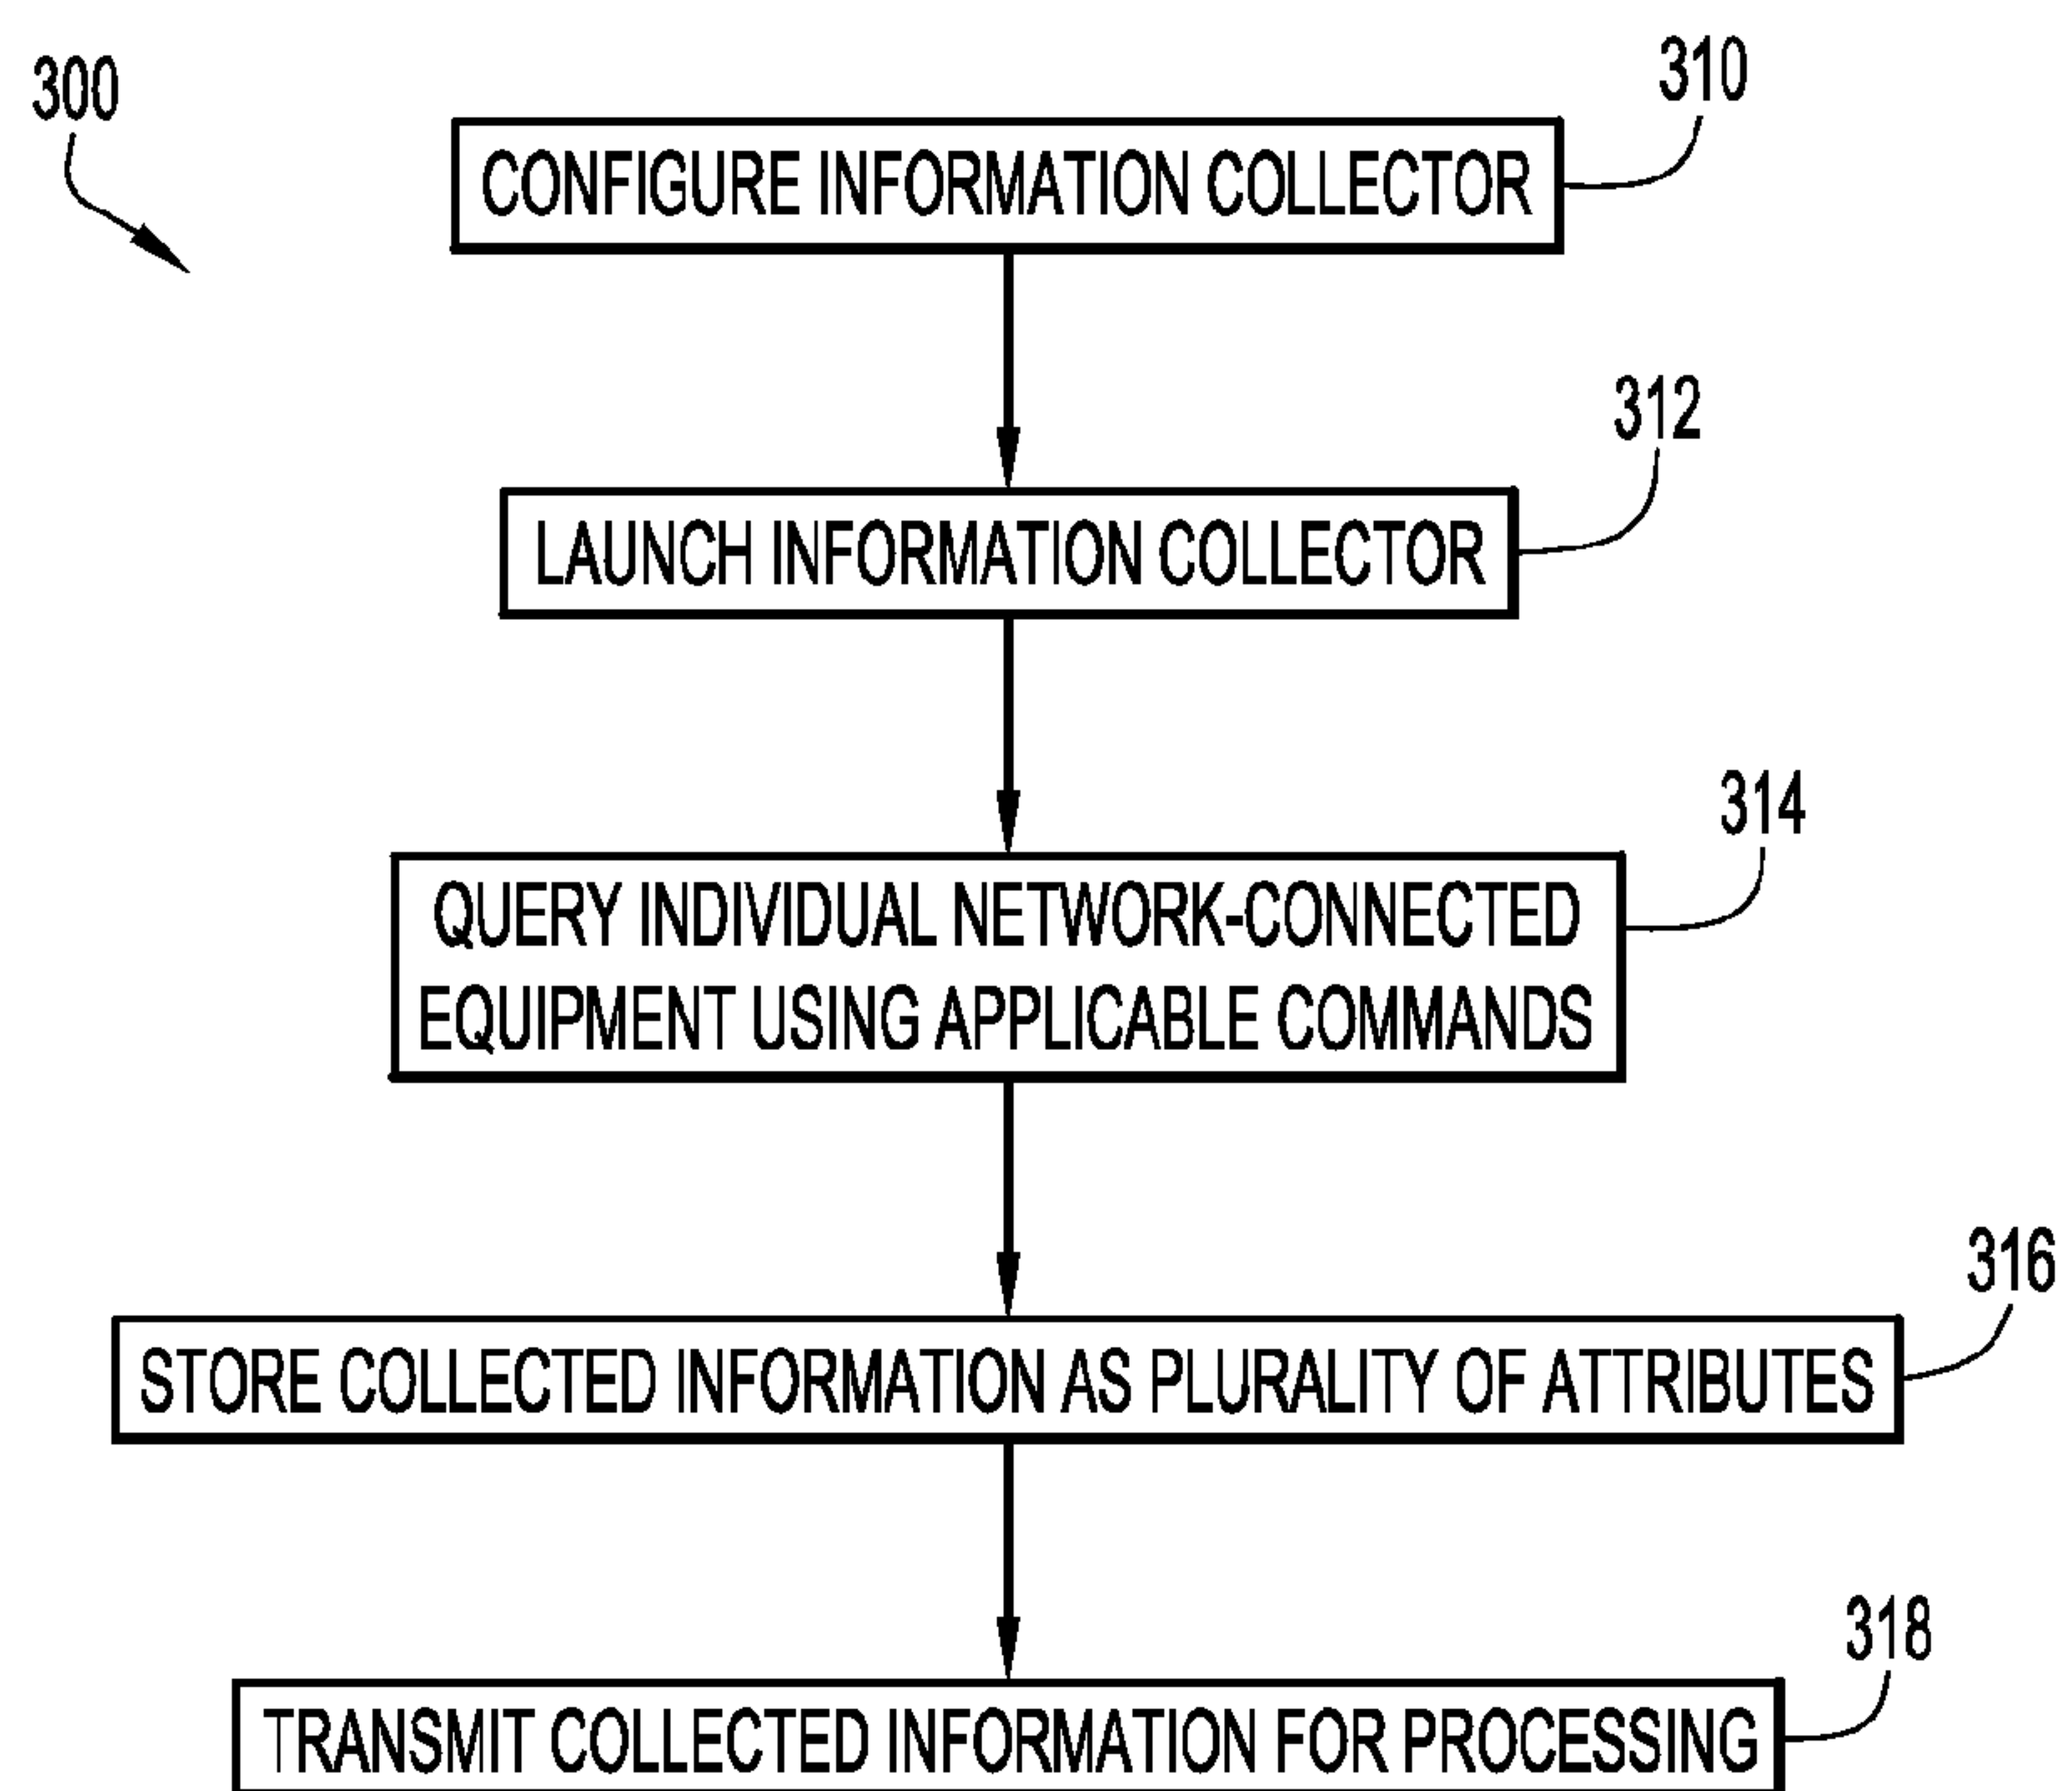 300
310
CONFIGURE INFORMATION COLLECTOR
312
LAUNCH INFORMATION COLLECTOR
314
QUERY INDIVIDUAL NETWORK-CONNECTED
EQUIPMENT USING APPLICABLE COMMANDS
316
STORE COLLECTED INFORMATION AS PLURALITY OF ATTRIBUTES
318
TRANSMIT COLLECTED INFORMATION FOR PROCESSING